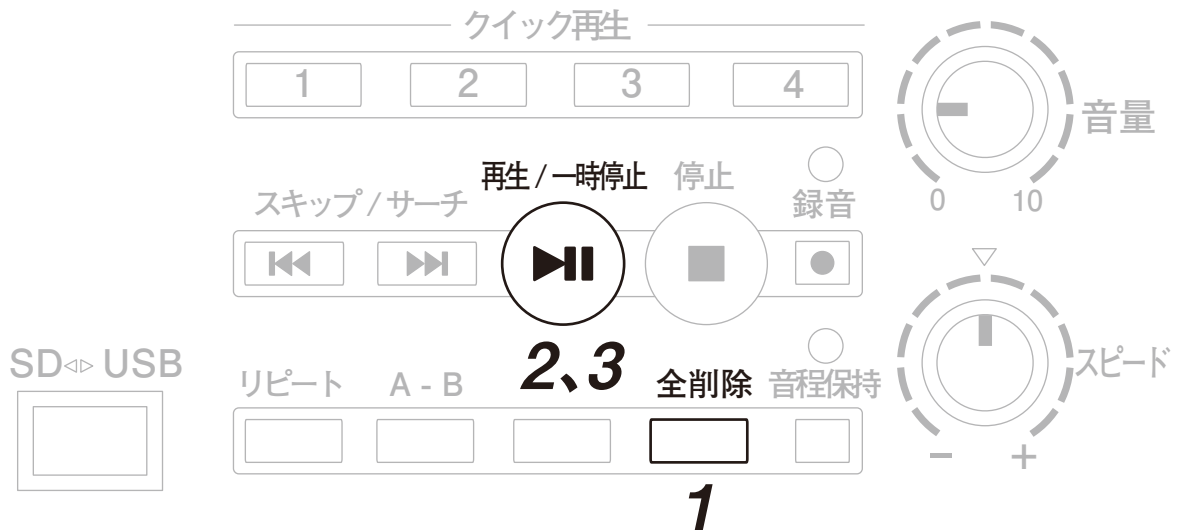 クイック再生
1 2 3 4
音量
0 10
スキップ / サーチ
再生 / 一時停止
停止
録音
SD◃▹USB
リピート
A - B
2、3
全削除
音程保持
スピード
− +
1